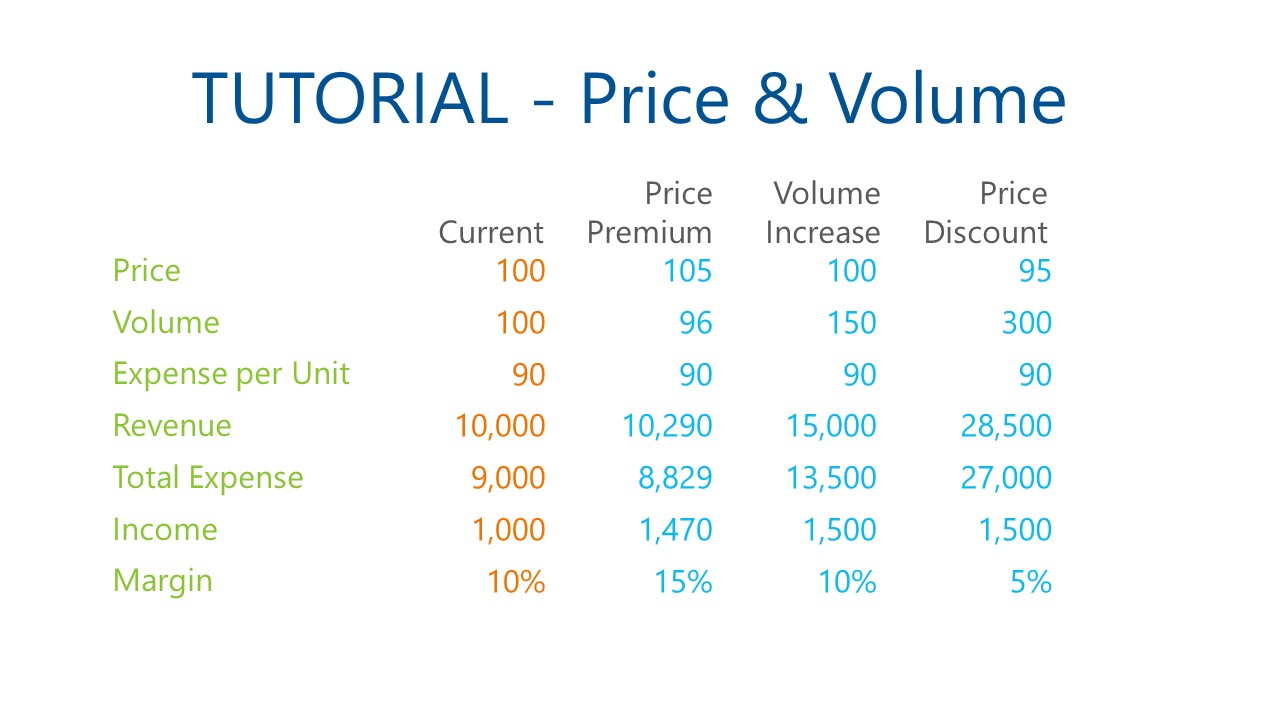 TUTORIAL - Price & Volume
Price Volume Price
Current Premium Increase Discount
Price 100 105 100 95
Volume 100 96 150 300
Expense per Unit 90 90 90 90
Revenue 10,000 10,290 15,000 28,500
Total Expense 9,000 8,829 13,500 27,000
Income 1,000 1,470 1,500 1,500
Margin 10% 15% 10% 5%